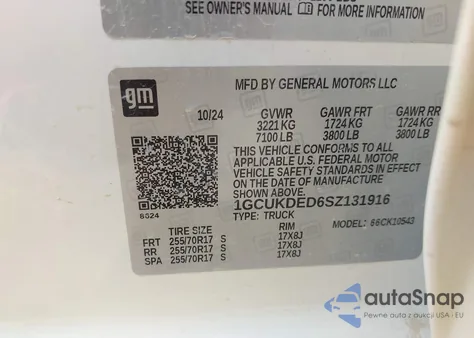 SEE OWNER'S MANUAL FOR MORE INFORMATION
gm
MFD BY GENERAL MOTORS LLC
10/24 GVWR GAWR FRT GAWR RR
3221 KG 1724 KG 1724 KG
7100 LB 3800 LB 3800 LB
THIS VEHICLE CONFORMS TO ALL
APPLICABLE U.S. FEDERAL MOTOR
VEHICLE SAFETY STANDARDS IN
EFFECT ON THE DATE OF MANUFACTURE
SHOWN ABOVE.
1GCUKDED6SZ131916
8624
TYPE: TRUCK MODEL:
TIRE SIZE RIM
FRT 255/70R17 S 17X8J
RR 255/70R17 S 17X8J
SPA 255/70R17 S 17X8J
autaSnap
Pewne auta z aukcji USA i EU